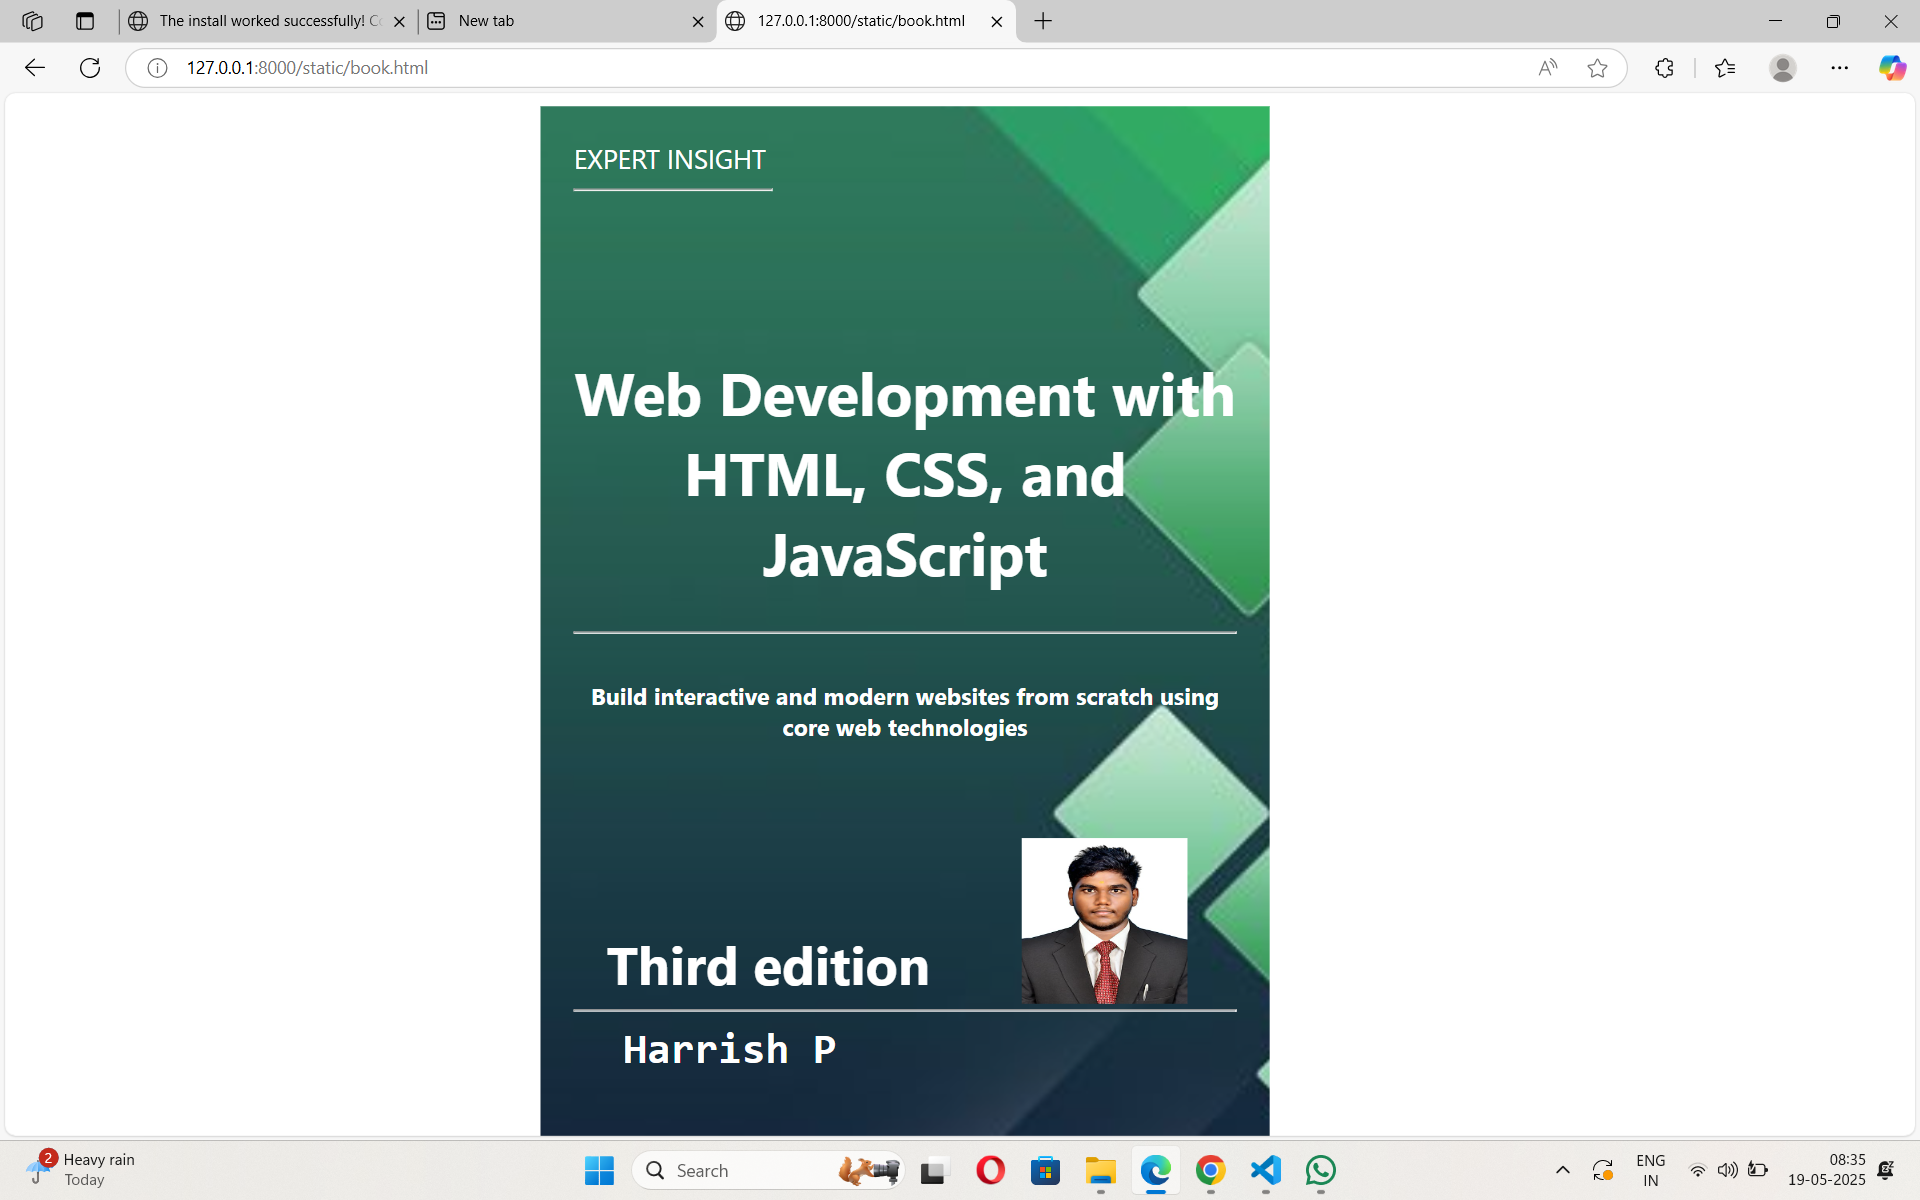 The install worked successfully! Co
New tab
127.0.0.1:8000/static/book.html
127.0.0.1:8000/static/book.html
EXPERT INSIGHT
Web Development with
HTML, CSS, and
JavaScript
Build interactive and modern websites from scratch using
core web technologies
Third edition
Harrish P
2
Heavy rain
Today
Search
ENG
IN
08:35
19-05-2025